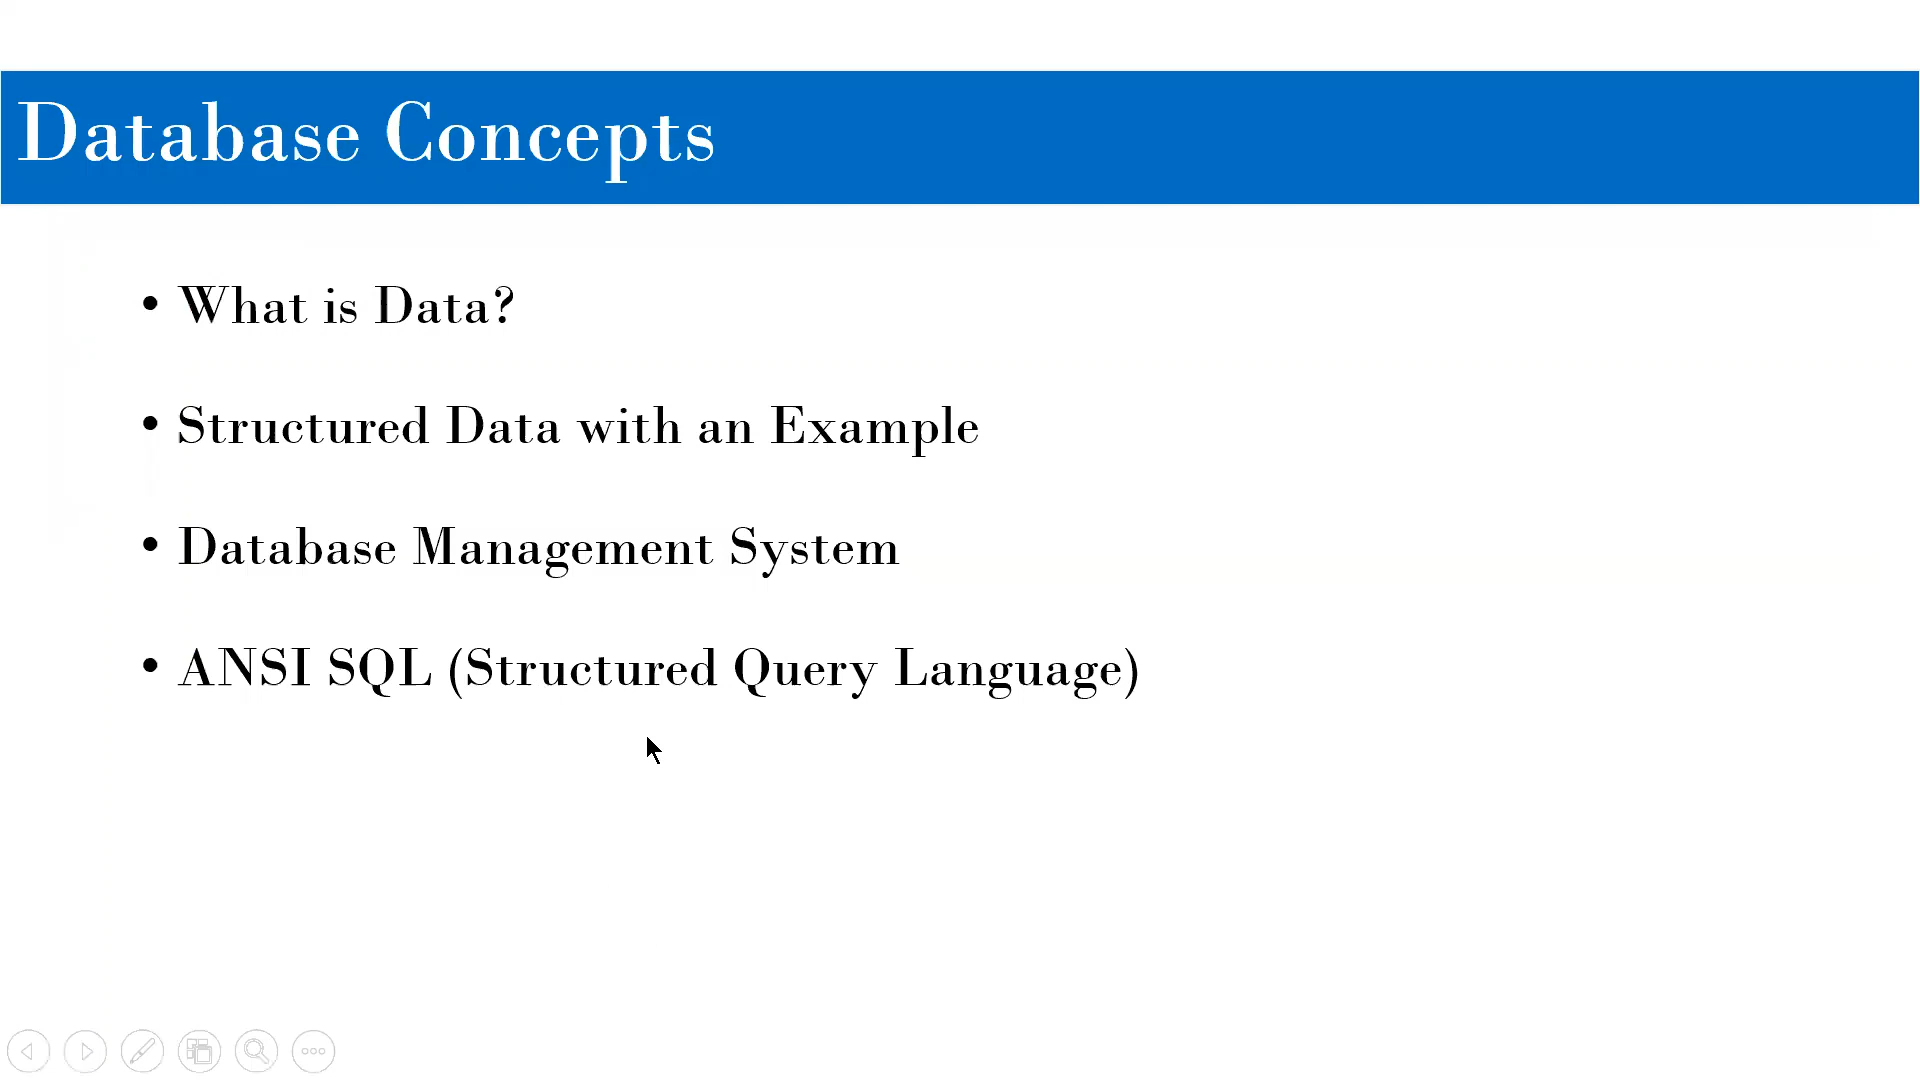 Database Concepts
• What is Data?
• Structured Data with an Example
• Database Management System
• ANSI SQL (Structured Query Language)